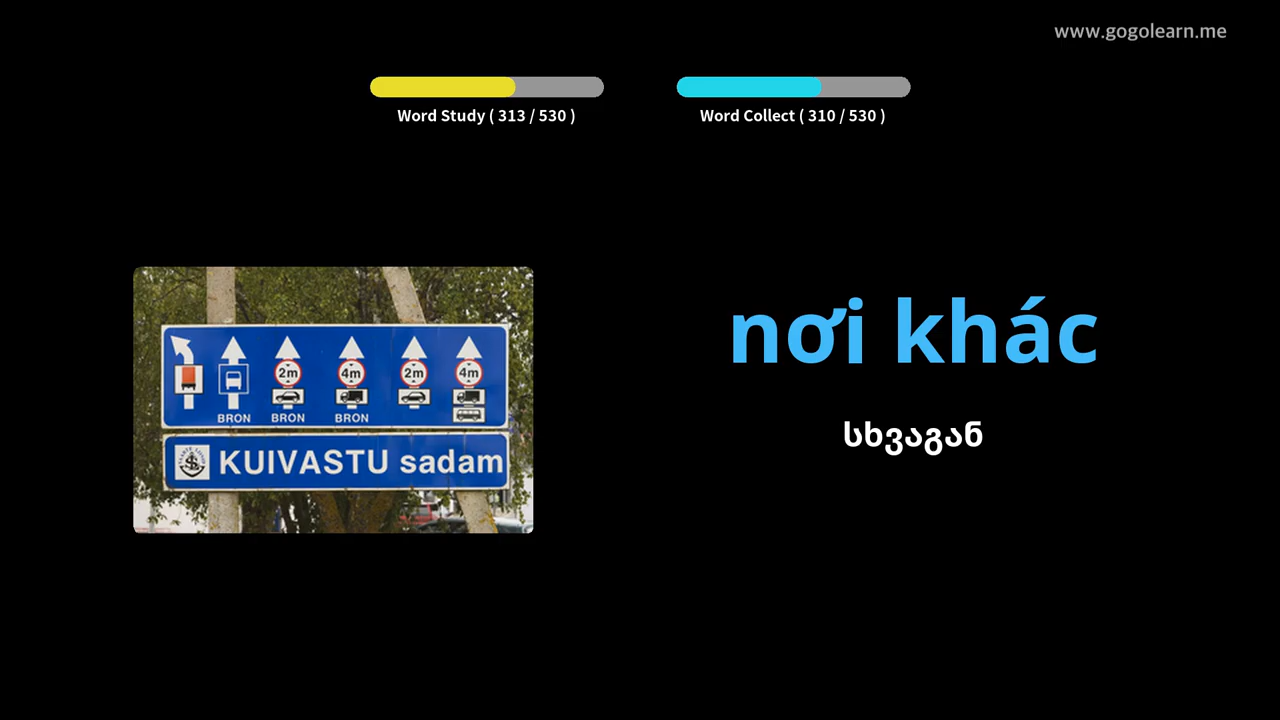 www.gogolearn.me
Word Study ( 313 / 530 )
Word Collect ( 310 / 530 )
2m 4m 2m 4m
BRON BRON BRON
KUIVASTU sadam
nơi khác
სხვაგან